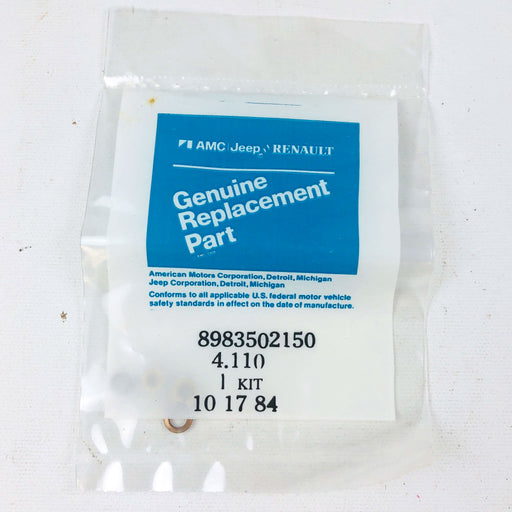 AMC Jeep RENAULT
Genuine
Replacement
Part
American Motors Corporation, Detroit, Michigan
Jeep Corporation, Detroit, Michigan
Conforms to all applicable U.S. federal motor vehicle
safety standards in effect on the date of manufacture.
8983502150
4.110
1 KIT
10 17 84